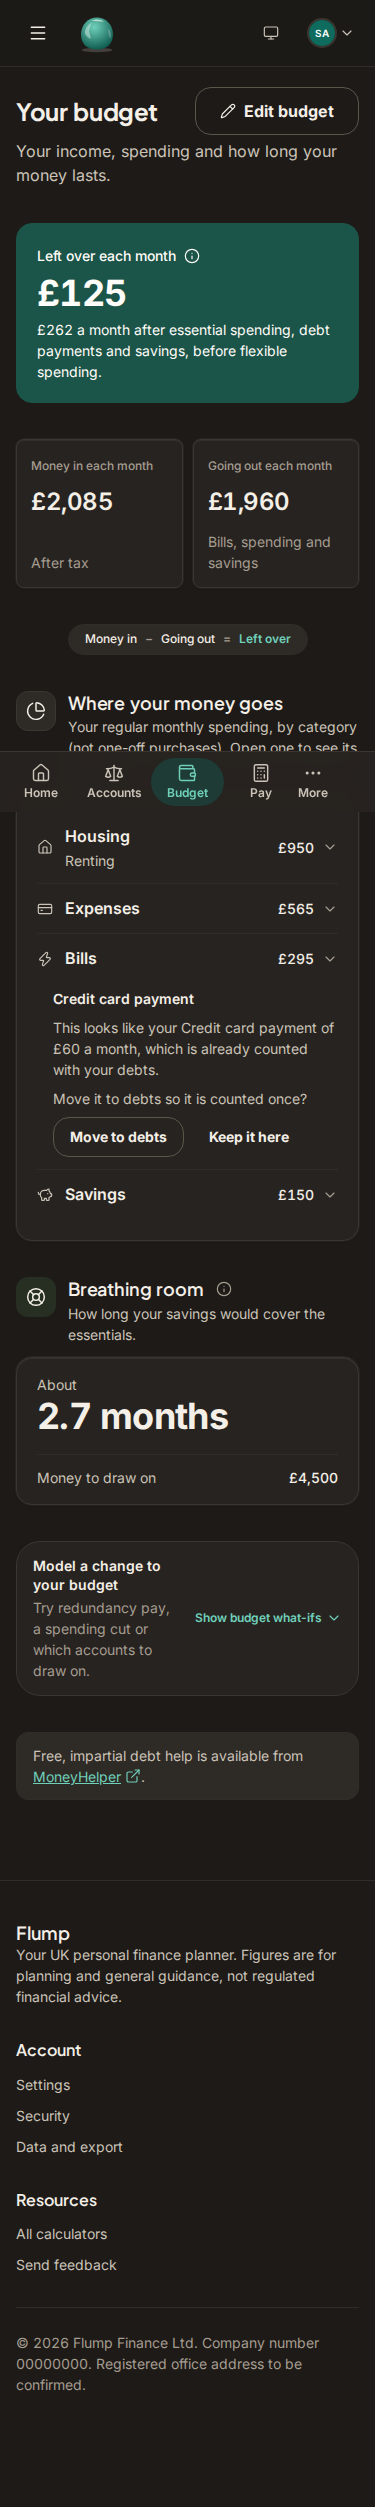 SA
Your budget
Edit budget
Your income, spending and how long your
money lasts.
Left over each month
£125
£262 a month after essential spending, debt
payments and savings, before flexible
spending.
Money in each month
£2,085
After tax
Going out each month
£1,960
Bills, spending and
savings
Money in – Going out = Left over
Where your money goes
Your regular monthly spending, by category
(not one-off purchases). Open one to see its
Home
Accounts
Budget
Pay
More
Housing
Renting
£950
Expenses
£565
Bills
£295
Credit card payment
This looks like your Credit card payment of
£60 a month, which is already counted
with your debts.
Move it to debts so it is counted once?
Move to debts
Keep it here
Savings
£150
Breathing room
How long your savings would cover the
essentials.
About
2.7 months
Money to draw on
£4,500
Model a change to
your budget
Try redundancy pay,
a spending cut or
which accounts to
draw on.
Show budget what-ifs
Free, impartial debt help is available from
MoneyHelper .
Flump
Your UK personal finance planner. Figures are for
planning and general guidance, not regulated
financial advice.
Account
Settings
Security
Data and export
Resources
All calculators
Send feedback
© 2026 Flump Finance Ltd. Company number
00000000. Registered office address to be
confirmed.